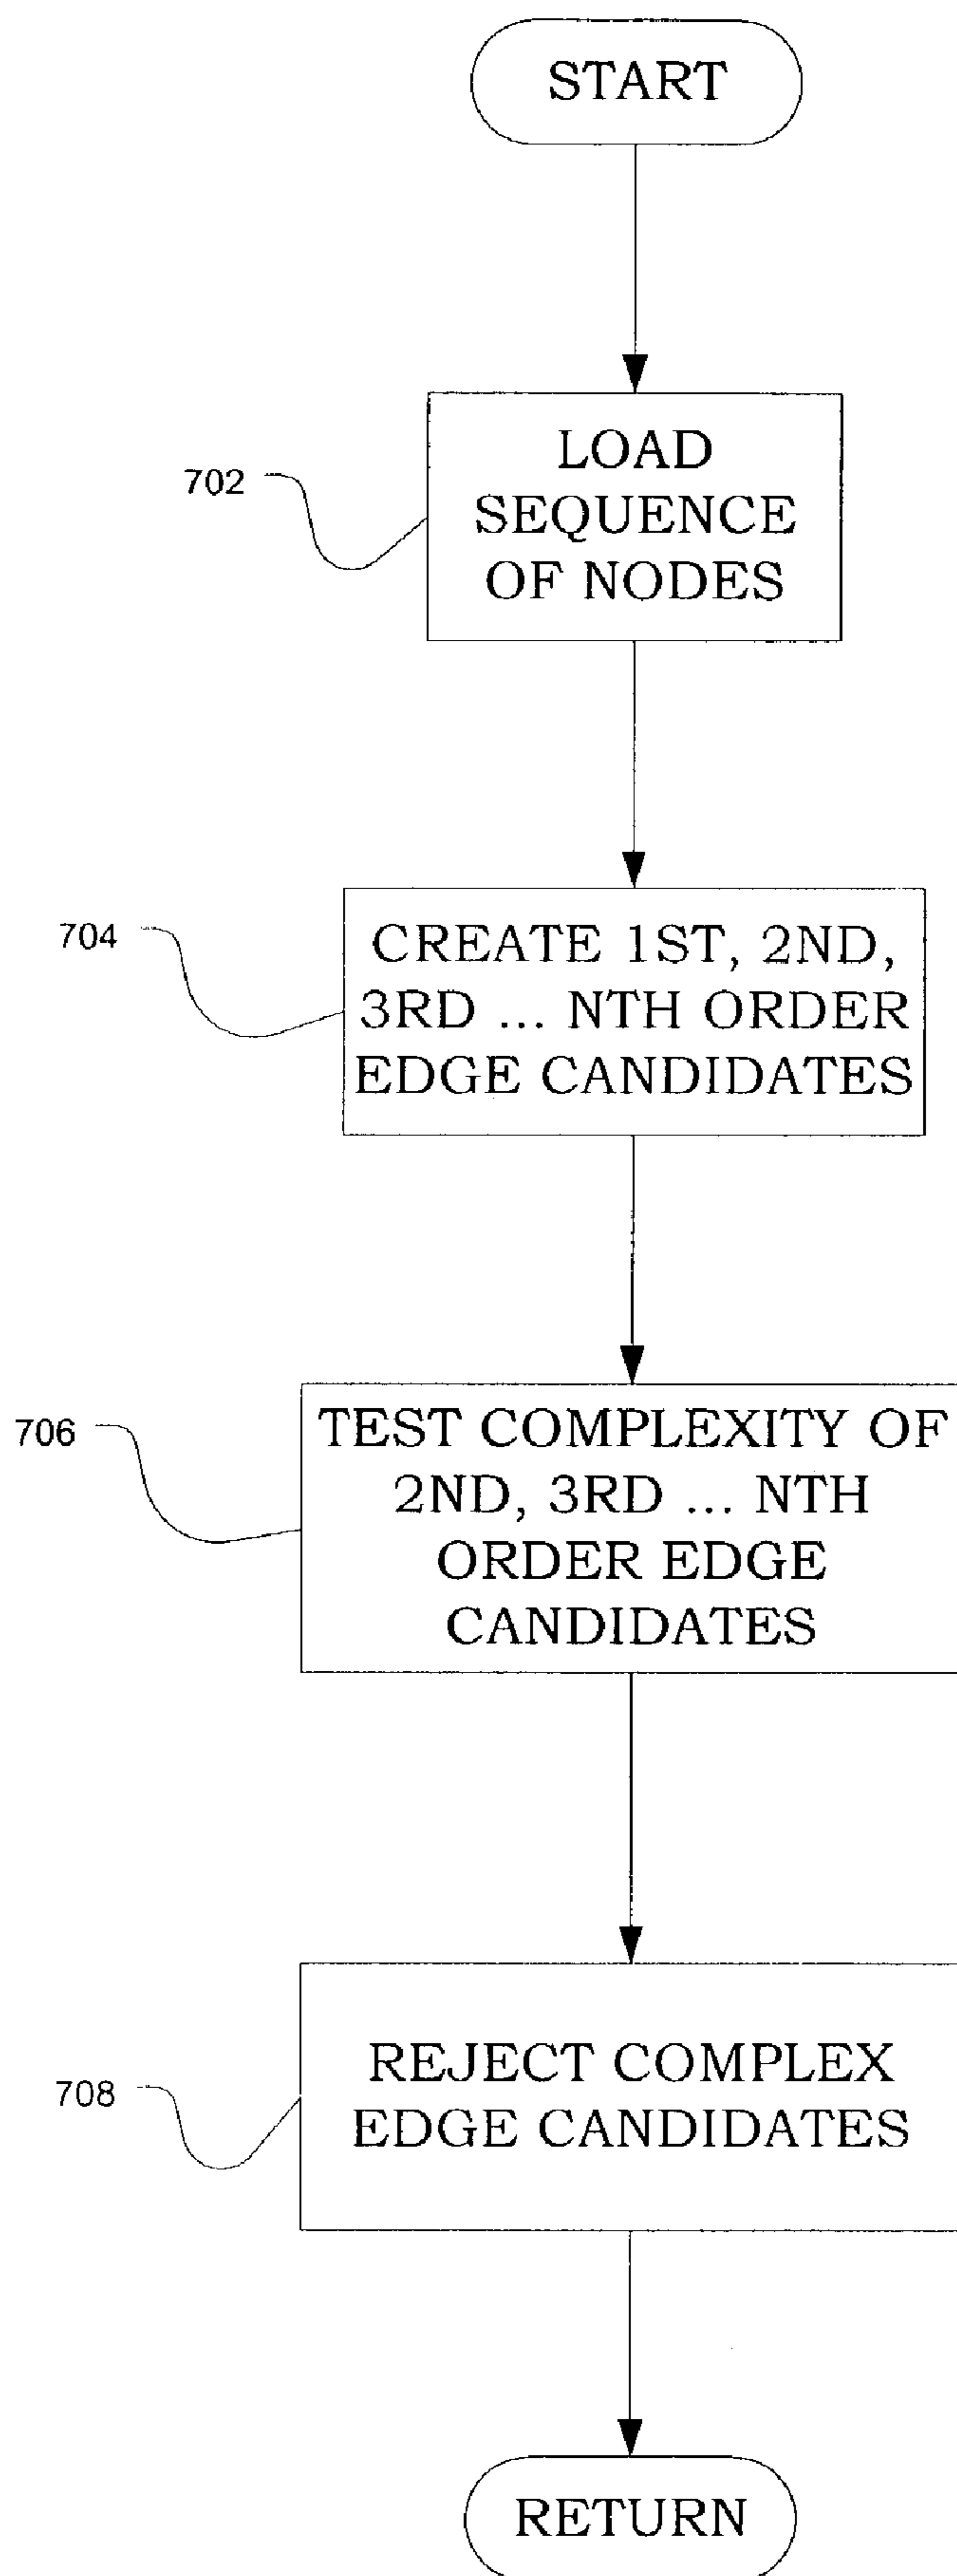 START
702
LOAD
SEQUENCE
OF NODES
704
CREATE 1ST, 2ND,
3RD ... NTH ORDER
EDGE CANDIDATES
706
TEST COMPLEXITY OF
2ND, 3RD ... NTH
ORDER EDGE
CANDIDATES
708
REJECT COMPLEX
EDGE CANDIDATES
RETURN